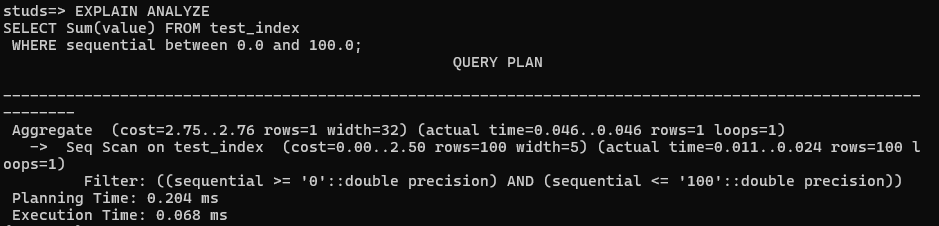 studs=> EXPLAIN ANALYZE
SELECT Sum(value) FROM test_index
 WHERE sequential between 0.0 and 100.0;
QUERY PLAN
------------------------------------------------------------------------------------------------------
--------
 Aggregate  (cost=2.75..2.76 rows=1 width=32) (actual time=0.046..0.046 rows=1 loops=1)
   ->  Seq Scan on test_index  (cost=0.00..2.50 rows=100 width=5) (actual time=0.011..0.024 rows=100 l
oops=1)
         Filter: ((sequential >= '0'::double precision) AND (sequential <= '100'::double precision))
 Planning Time: 0.204 ms
 Execution Time: 0.068 ms